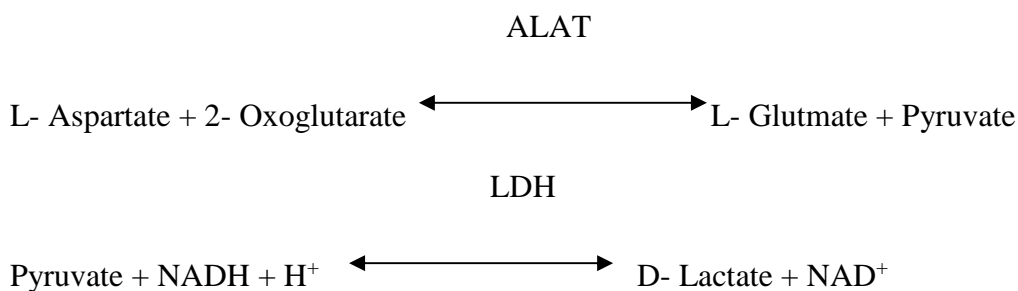 ALAT
L- Aspartate + 2- Oxoglutarate L- Glutmate + Pyruvate
LDH
Pyruvate + NADH + H⁺ D- Lactate + NAD⁺